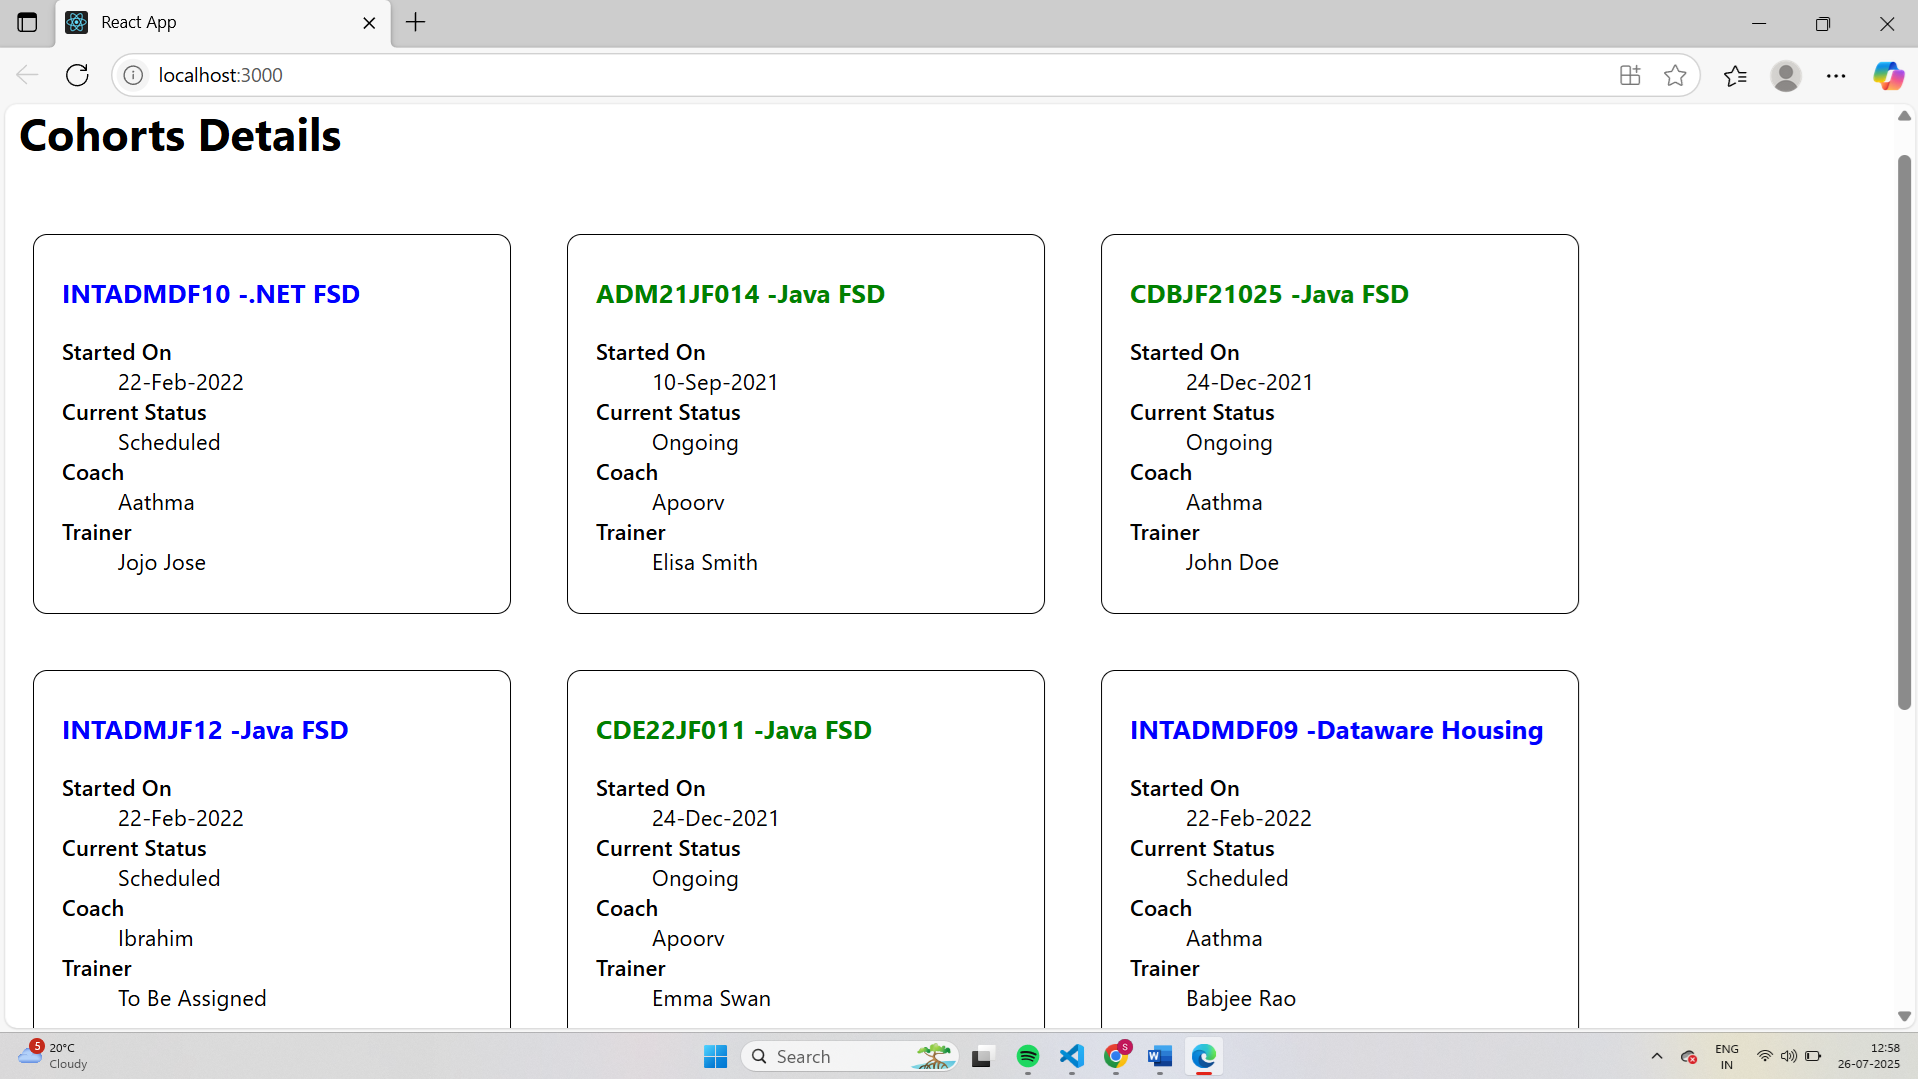 React App
localhost:3000
Cohorts Details
INTADMDF10 -.NET FSD
Started On
22-Feb-2022
Current Status
Scheduled
Coach
Aathma
Trainer
Jojo Jose
ADM21JF014 -Java FSD
Started On
10-Sep-2021
Current Status
Ongoing
Coach
Apoorv
Trainer
Elisa Smith
CDBJF21025 -Java FSD
Started On
24-Dec-2021
Current Status
Ongoing
Coach
Aathma
Trainer
John Doe
INTADMJF12 -Java FSD
Started On
22-Feb-2022
Current Status
Scheduled
Coach
Ibrahim
Trainer
To Be Assigned
CDE22JF011 -Java FSD
Started On
24-Dec-2021
Current Status
Ongoing
Coach
Apoorv
Trainer
Emma Swan
INTADMDF09 -Dataware Housing
Started On
22-Feb-2022
Current Status
Scheduled
Coach
Aathma
Trainer
Babjee Rao
5
20°C
Cloudy
Search
S
W
ENG
IN
12:58
26-07-2025